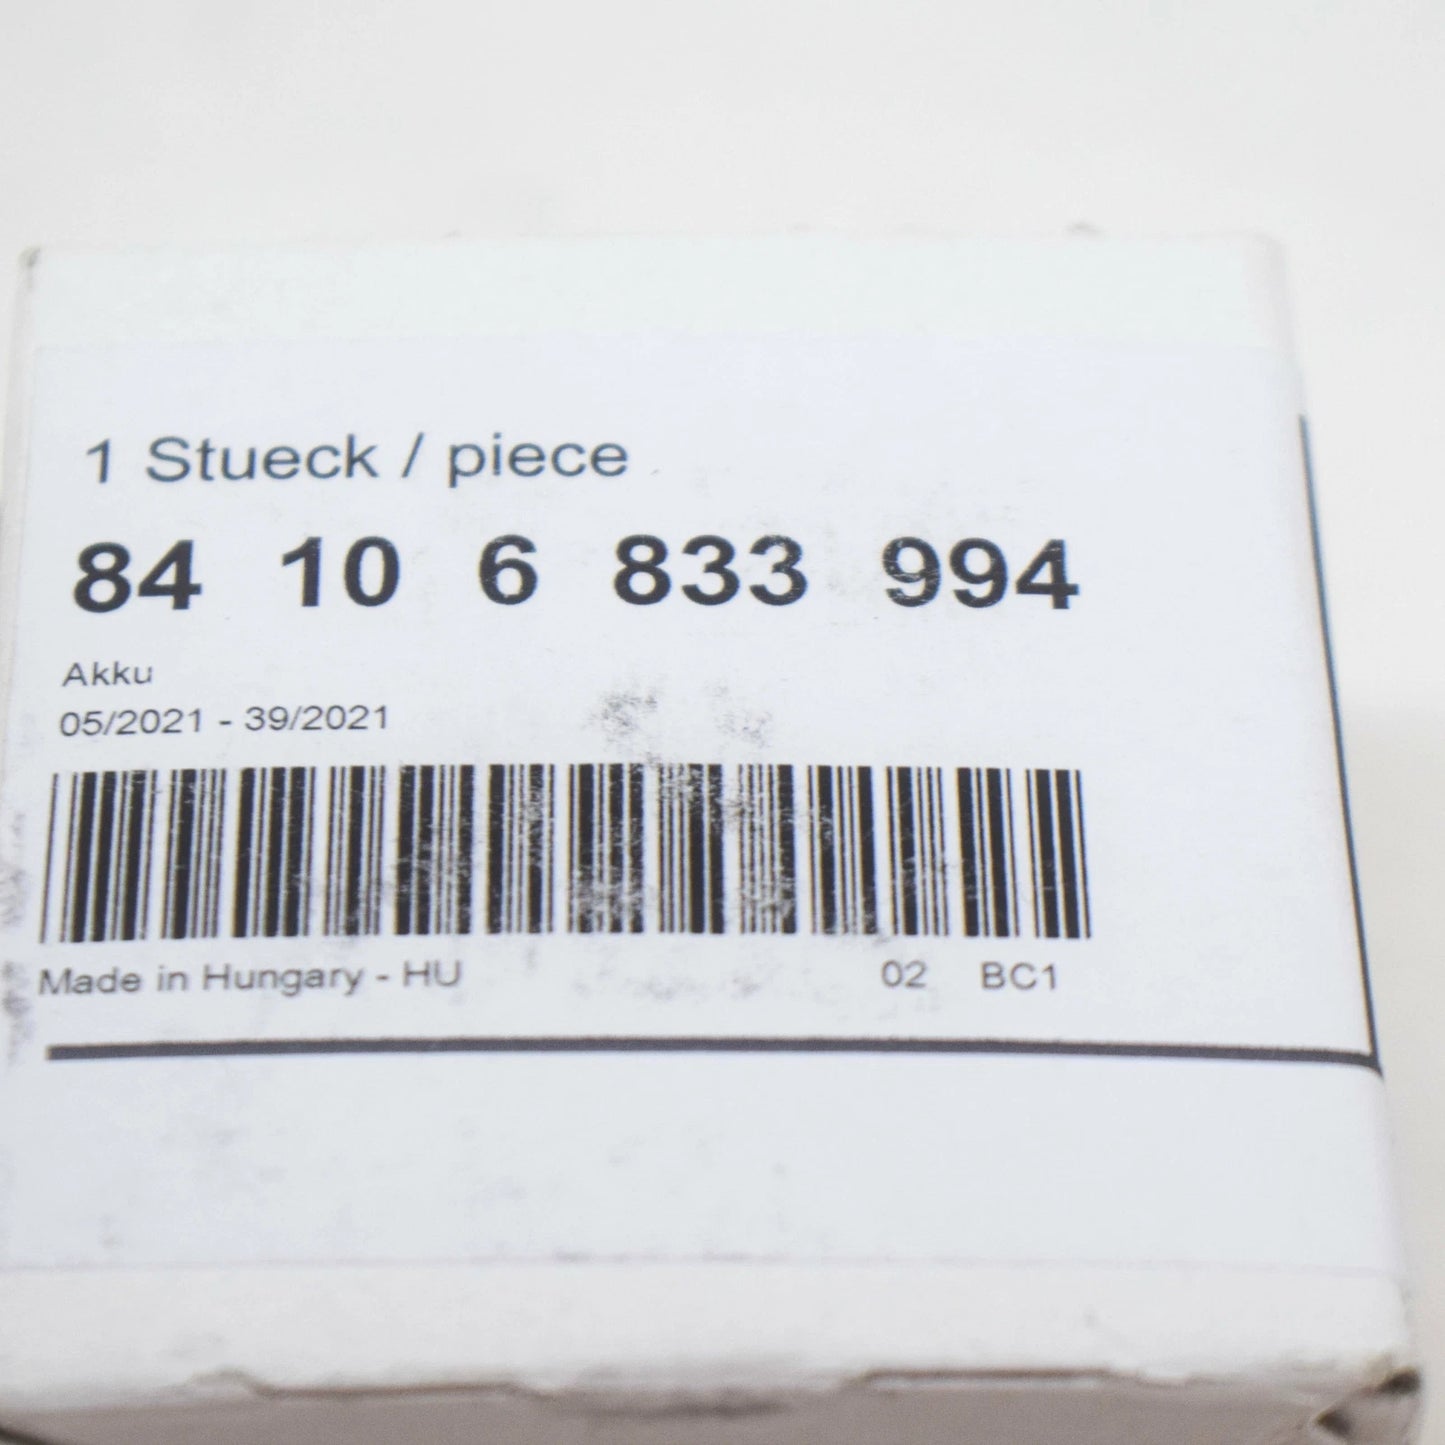 1 Stueck / piece
84 10 6 833 994
Akku
05/2021 - 39/2021
Made in Hungary - HU 02 BC1